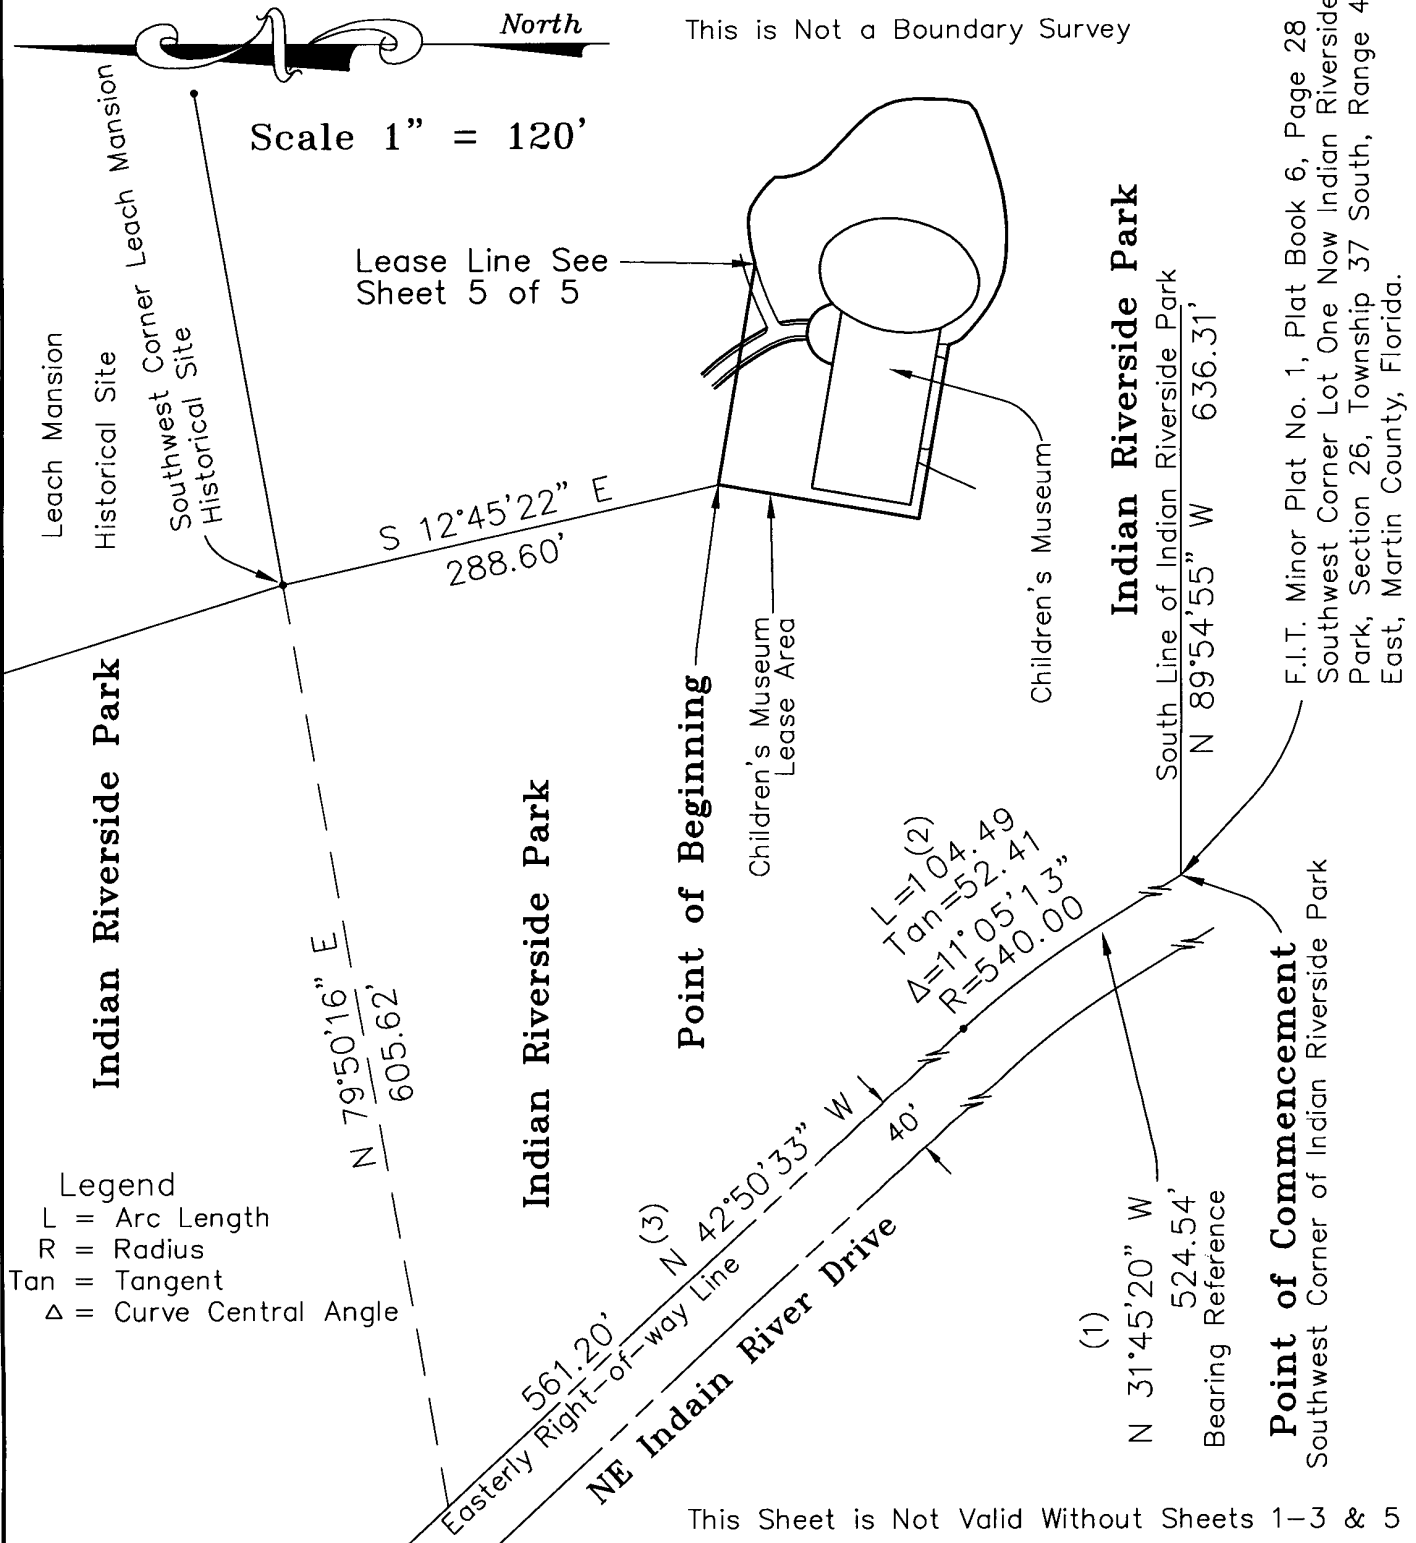 North
This is Not a Boundary Survey
Scale 1" = 120'
Lease Line See
Sheet 5 of 5
Leach Mansion
Historical Site
Southwest Corner Leach Mansion
Historical Site
S 12°45'22" E
288.60'
Indian Riverside Park
South Line of Indian Riverside Park
N 89°54'55" W 636.31'
F.I.T. Minor Plat No. 1, Plat Book 6, Page 28
Southwest Corner Lot One Now Indian Riverside
Park, Section 26, Township 37 South, Range 4
East, Martin County, Florida.
Children's Museum
Children's Museum
Lease Area
Point of Beginning
Indian Riverside Park
Indian Riverside Park
N 79°50'16" E
605.62'
(2)
L=104.49
Tan=52.41
Δ=11°05'13"
R=540.00
(3)
N 42°50'33" W
561.20'
40'
Easterly Right-of-way Line
NE Indain River Drive
(1)
N 31°45'20" W
524.54'
Bearing Reference
Point of Commencement
Southwest Corner of Indian Riverside Park
Legend
L = Arc Length
R = Radius
Tan = Tangent
Δ = Curve Central Angle
This Sheet is Not Valid Without Sheets 1-3 & 5